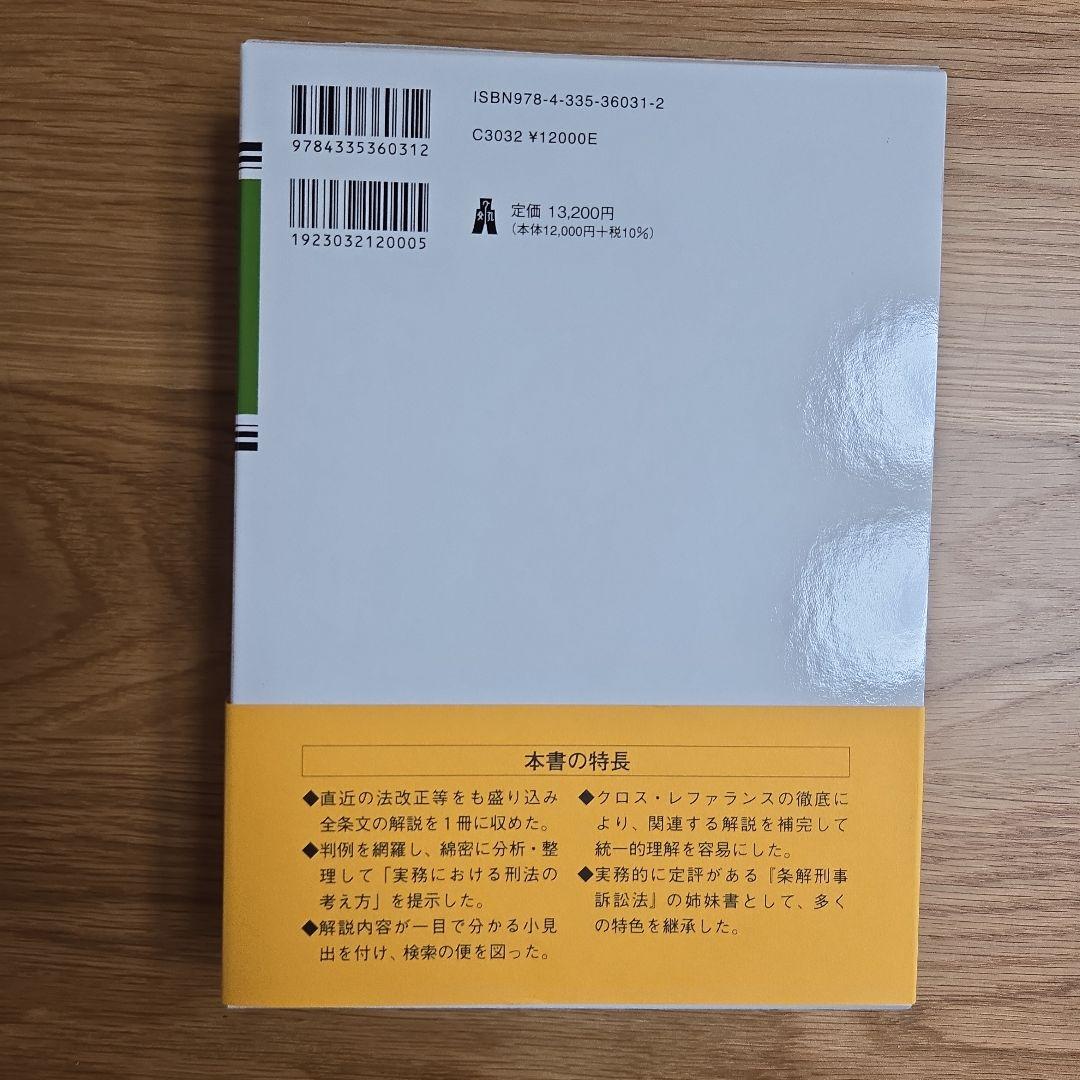 ISBN978-4-335-36031-2
9784335360312
C3032 ¥12000E
1923032120005
定価 13,200円
(本体12,000円+税10%)
本書の特長
◆直近の法改正等をも盛り込み
全条文の解説を1冊に収めた。
◆判例を網羅し、綿密に分析・整
理して「実務における刑法の
考え方」を提示した。
◆解説内容が一目で分かる小見
出を付け、検索の便を図った。
◆クロス・レファランスの徹底に
より、関連する解説を補完して
統一的理解を容易にした。
◆実務的に定評がある『条解刑事
訴訟法』の姉妹書として、多く
の特色を継承した。